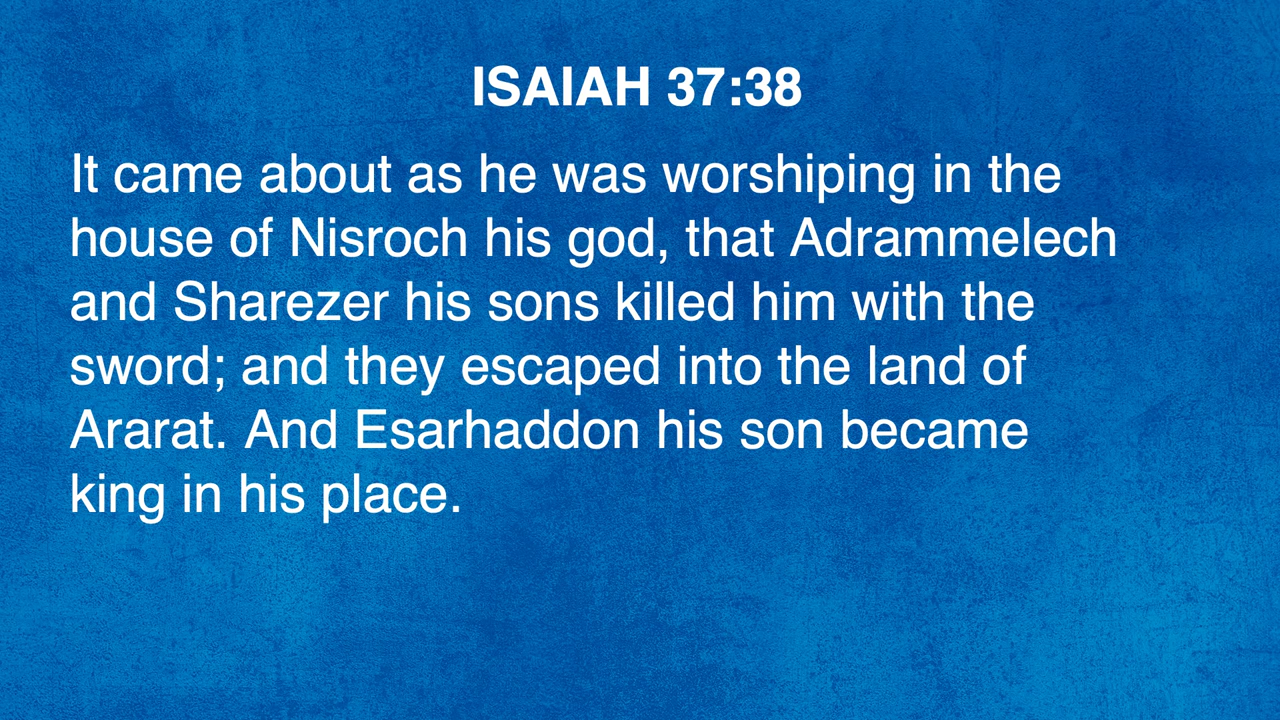 ISAIAH 37:38
It came about as he was worshiping in the
house of Nisroch his god, that Adrammelech
and Sharezer his sons killed him with the
sword; and they escaped into the land of
Ararat. And Esarhaddon his son became
king in his place.